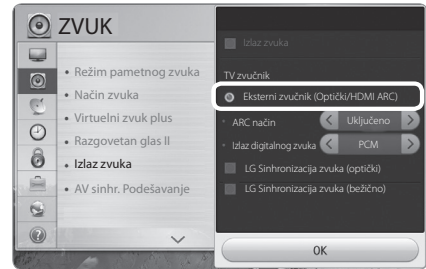 ZVUK
Režim pametnog zvuka
Način zvuka
Virtuelni zvuk plus
Razgovetan glas II
Izlaz zvuka
AV sinhr. Podešavanje
Izlaz zvuka
TV zvučnik
Eksterni zvučnik (Optički/HDMI ARC)
ARC način Uključeno
Izlaz digitalnog zvuka PCM
LG Sinhronizacija zvuka (optički)
LG Sinhronizacija zvuka (bežično)
OK